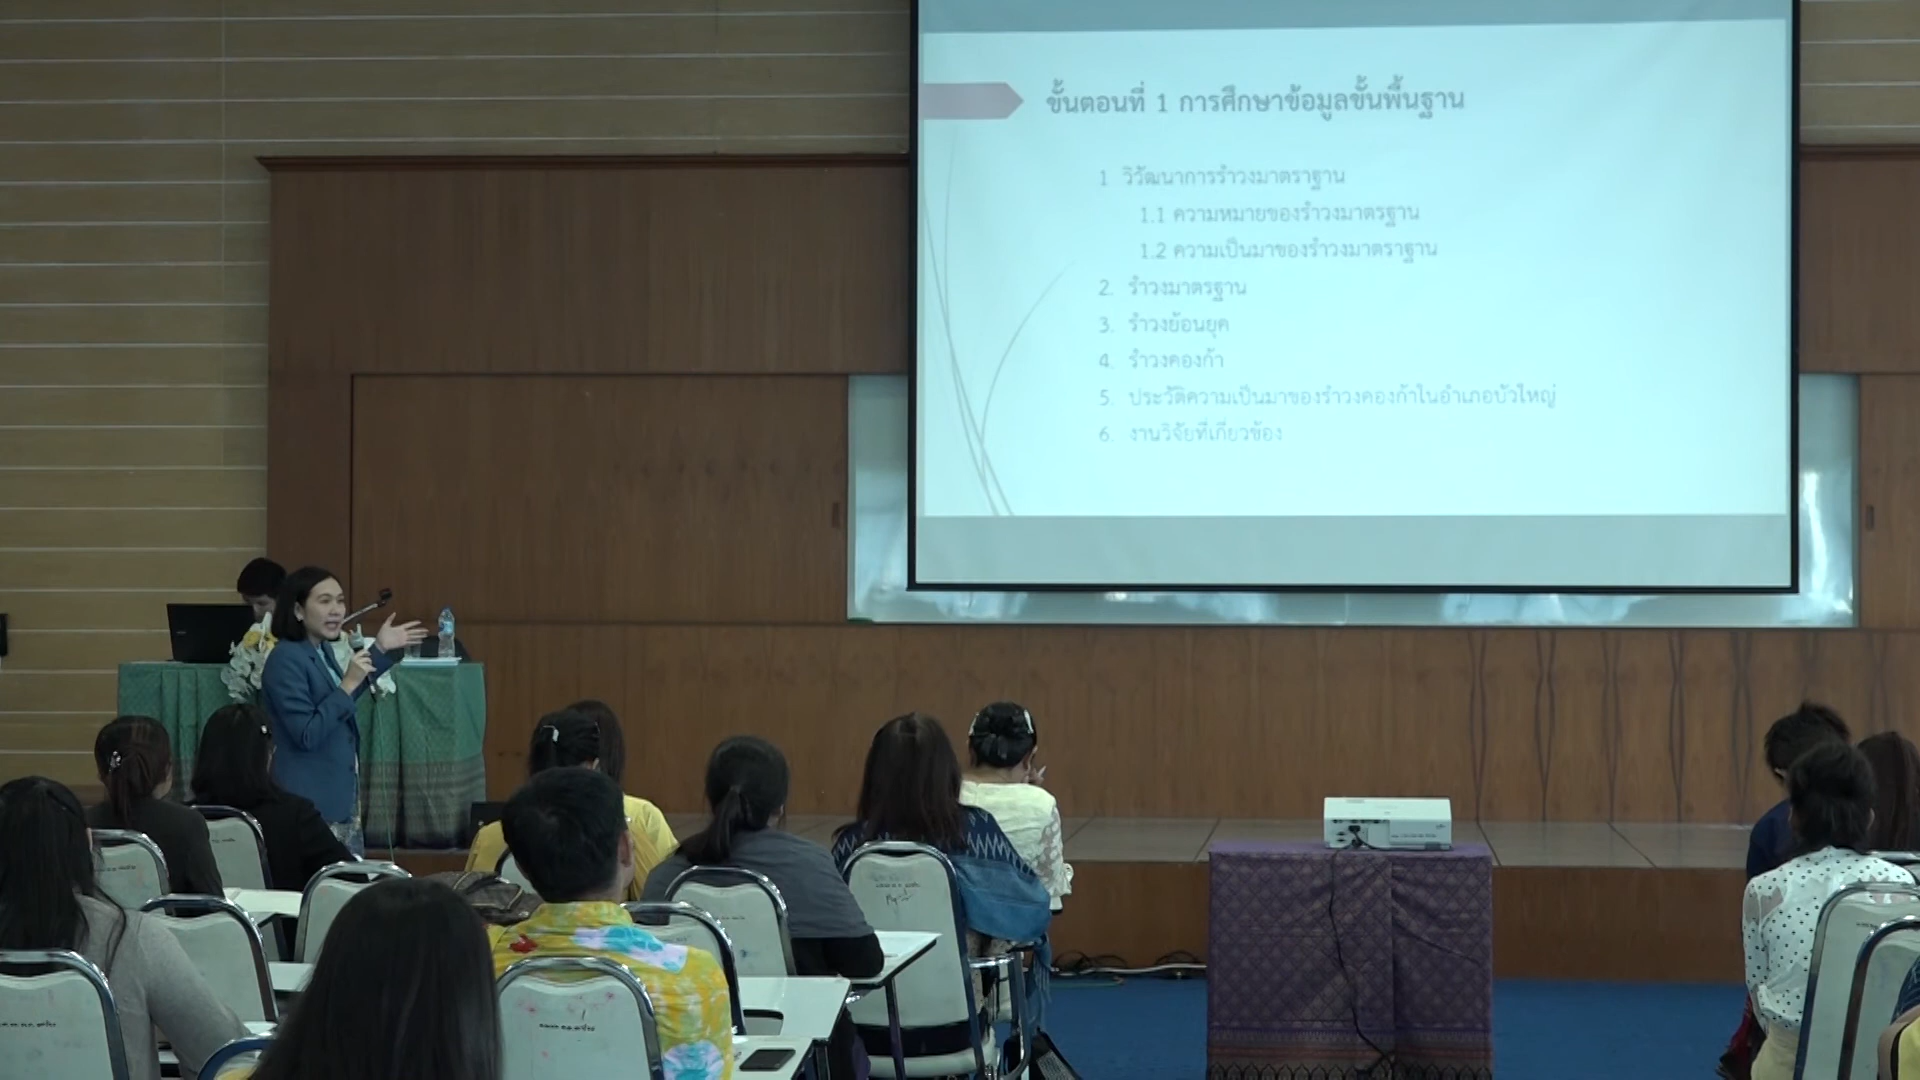 ขั้นตอนที่ 1 การศึกษาข้อมูลขั้นพื้นฐาน
1 วิวัฒนาการรำวงมาตราฐาน
1.1 ความหมายของรำวงมาตรฐาน
1.2 ความเป็นมาของรำวงมาตราฐาน
2. รำวงมาตรฐาน
3. รำวงย้อนยุค
4. รำวงคองก้า
5. ประวัติความเป็นมาของรำวงคองก้าในอำเภอบัวใหญ่
6. งานวิจัยที่เกี่ยวข้อง